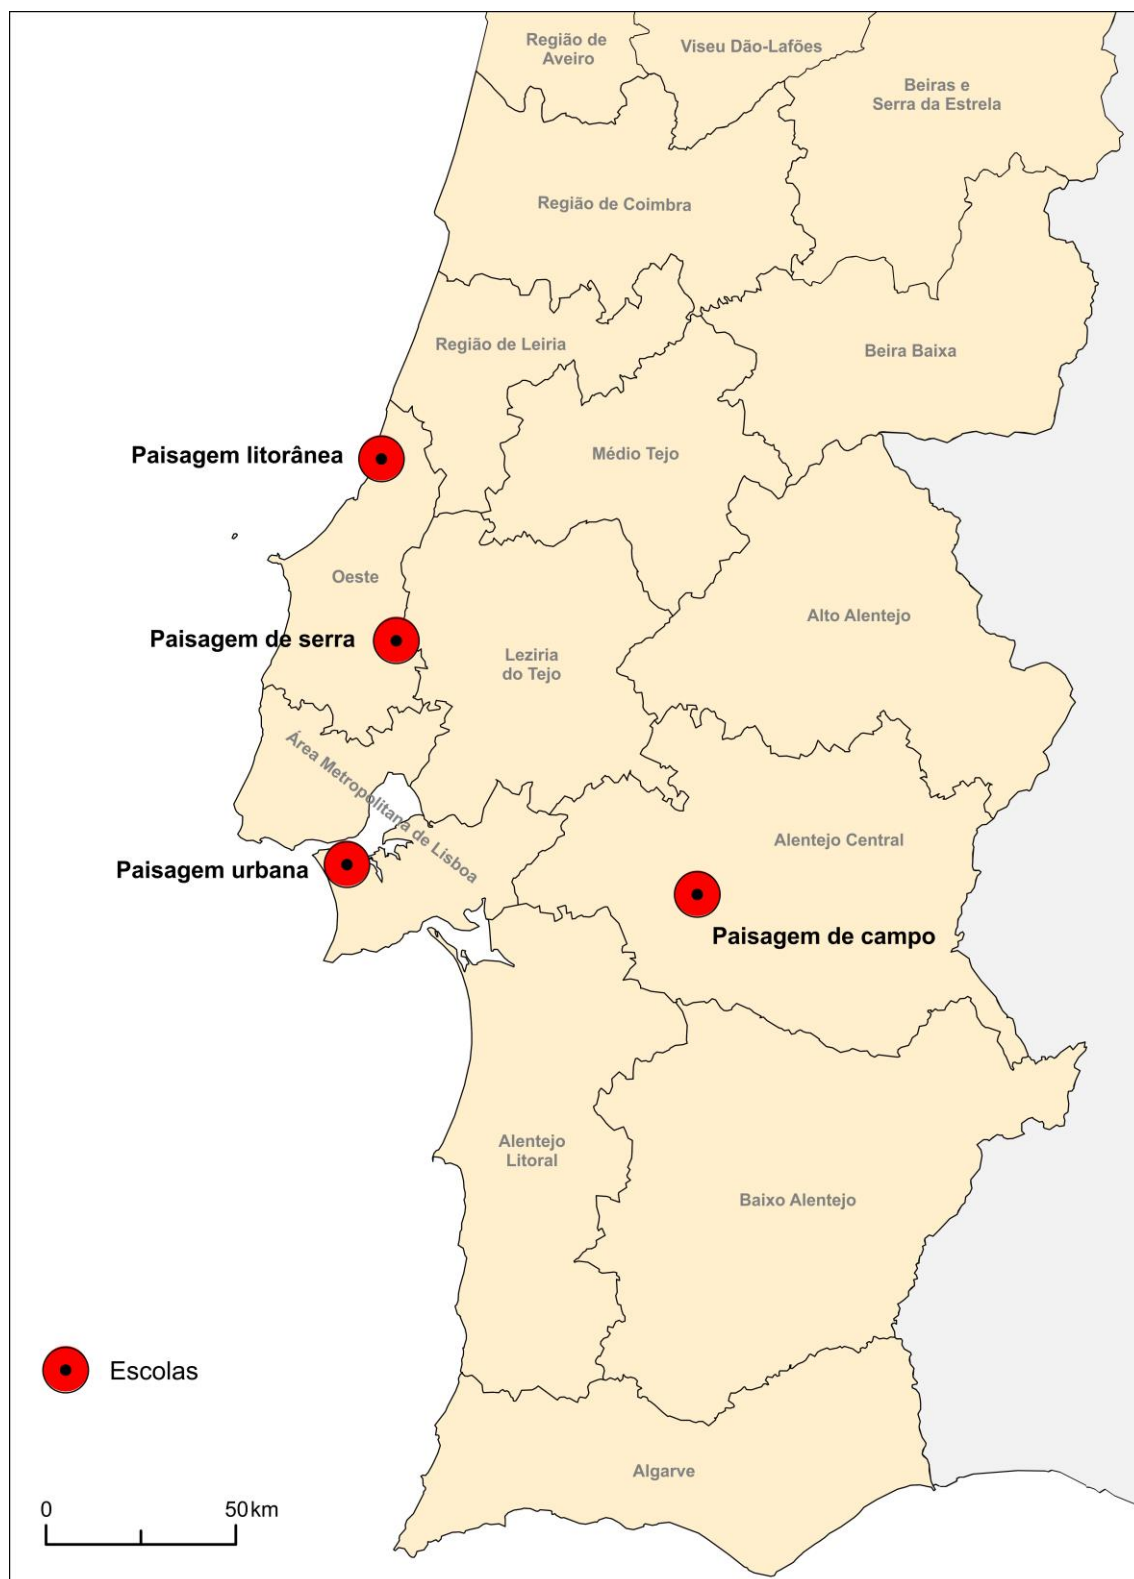 Região de
Aveiro
Viseu Dão-Lafões
Beiras e
Serra da Estrela
Região de Coimbra
Região de Leiria
Beira Baixa
Paisagem litorânea
Médio Tejo
Oeste
Alto Alentejo
Paisagem de serra
Leziria
do Tejo
Área Metropolitana de Lisboa
Alentejo Central
Paisagem urbana
Paisagem de campo
Alentejo
Litoral
Baixo Alentejo
Escolas
Algarve
0 50km